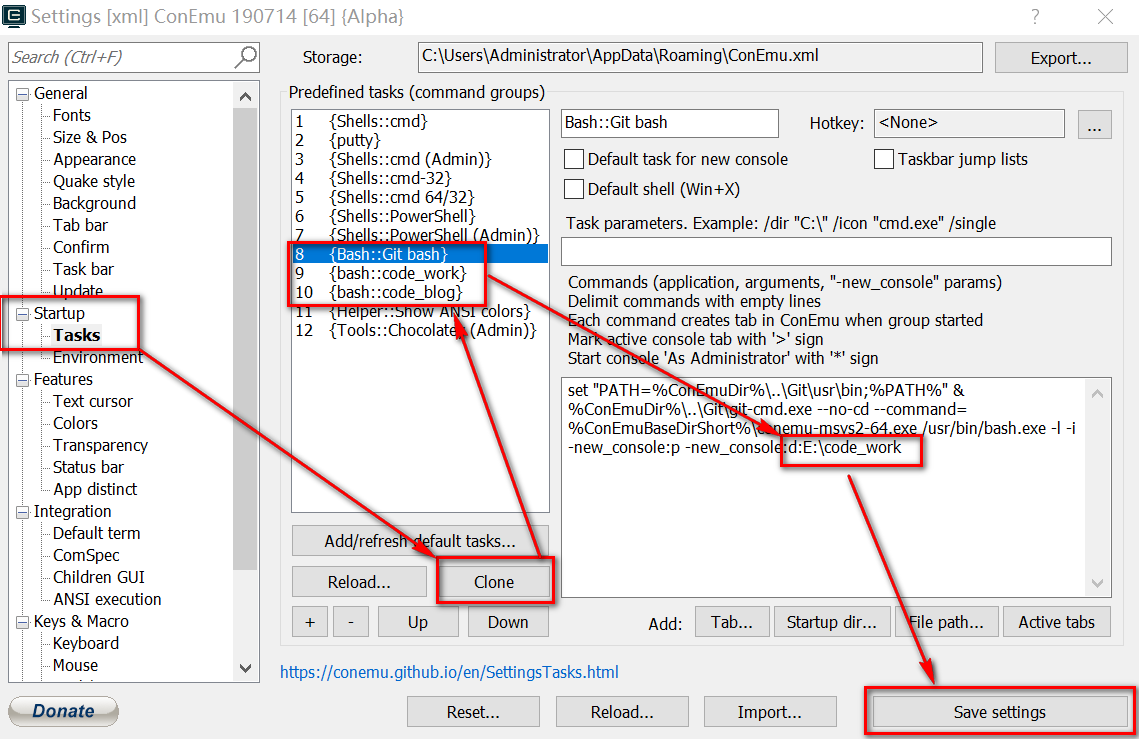 Settings [xml] ConEmu 190714 [64] {Alpha}
Search (Ctrl+F)
General
Fonts
Size & Pos
Appearance
Quake style
Background
Tab bar
Confirm
Task bar
Update
Startup
Tasks
Environment
Features
Text cursor
Colors
Transparency
Status bar
App distinct
Integration
Default term
ComSpec
Children GUI
ANSI execution
Keys & Macro
Keyboard
Mouse
Donate
Storage:
C:\Users\Administrator\AppData\Roaming\ConEmu.xml
Export...
Predefined tasks (command groups)
1 {Shells::cmd}
2 {putty}
3 {Shells::cmd (Admin)}
4 {Shells::cmd-32}
5 {Shells::cmd 64/32}
6 {Shells::PowerShell}
7 {Shells::PowerShell (Admin)}
8 {Bash::Git bash}
9 {bash::code_work}
10 {bash::code_blog}
11 {Helper::Show ANSI colors}
12 {Tools::Chocolatey (Admin)}
Add/refresh default tasks...
Reload...
Clone
+
-
Up
Down
Bash::Git bash
Hotkey:
<None>
...
Default task for new console
Taskbar jump lists
Default shell (Win+X)
Task parameters. Example: /dir "C:\" /icon "cmd.exe" /single
Commands (application, arguments, "-new_console" params)
Delimit commands with empty lines
Each command creates tab in ConEmu when group started
Mark active console tab with '>' sign
Start console 'As Administrator' with '*' sign
set "PATH=%ConEmuDir%\..\Git\usr\bin;%PATH%" &
%ConEmuDir%\..\Git\git-cmd.exe --no-cd --command=
%ConEmuBaseDirShort%\conemu-msys2-64.exe /usr/bin/bash.exe -l -i
-new_console:p -new_console:d:E:\code_work
Add:
Tab...
Startup dir...
File path...
Active tabs
https://conemu.github.io/en/SettingsTasks.html
Reset...
Reload...
Import...
Save settings